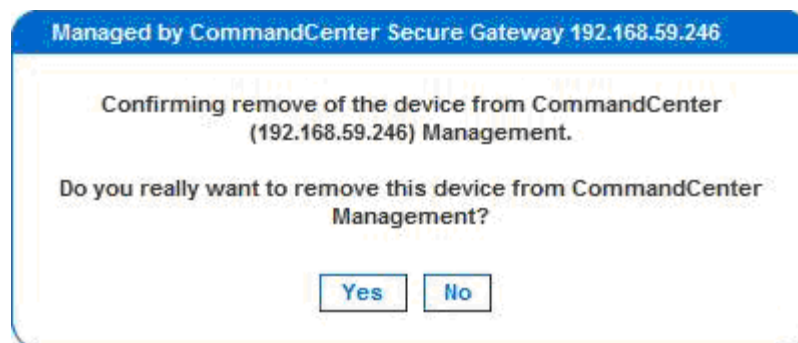 Managed by CommandCenter Secure Gateway 192.168.59.246
Confirming remove of the device from CommandCenter
(192.168.59.246) Management.
Do you really want to remove this device from CommandCenter
Management?
Yes No